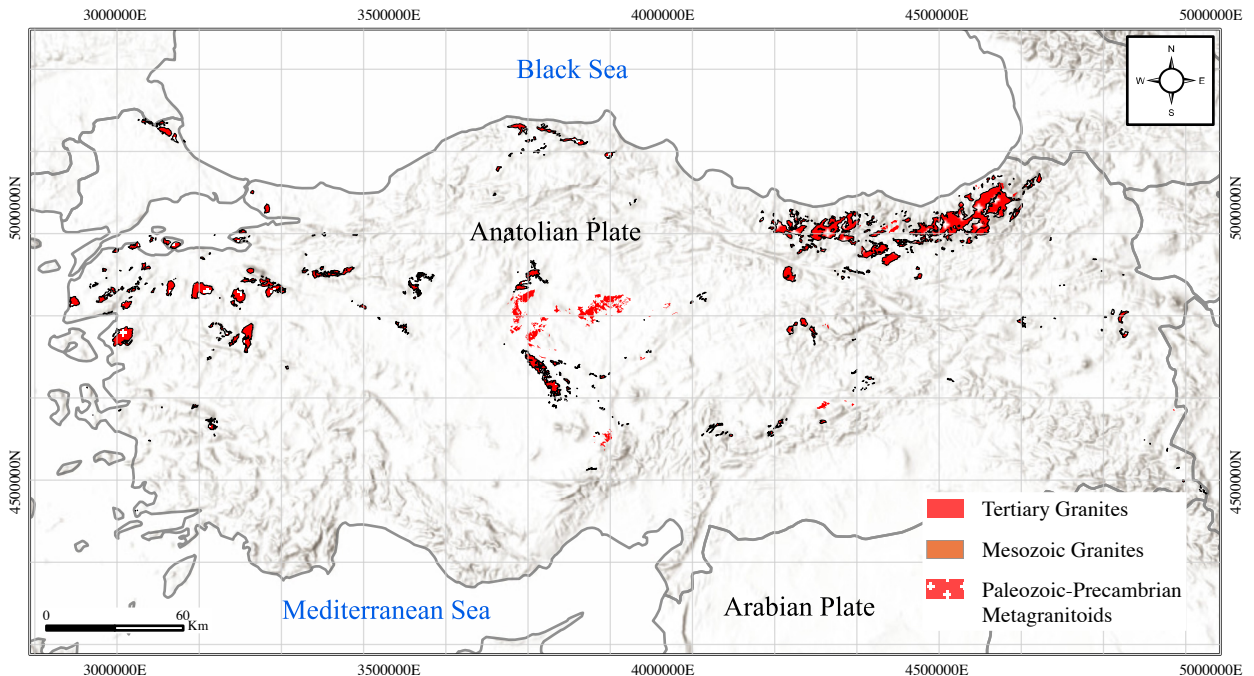 3000000E 3500000E 4000000E 4500000E 5000000E
Black Sea
N
W E
S
5000000N 5000000N
Anatolian Plate
4500000N 4500000N
Tertiary Granites
Mesozoic Granites
Paleozoic-Precambrian
Metagranitoids
Arabian Plate
Mediterranean Sea
0 60
Km
3000000E 3500000E 4000000E 4500000E 5000000E